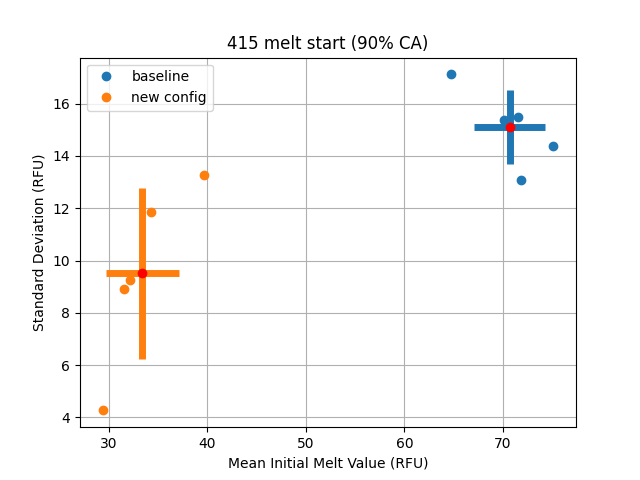 415 melt start (90% CA)
baseline
new config
16
14
12
10
8
6
4
Standard Deviation (RFU)
30 40 50 60 70
Mean Initial Melt Value (RFU)